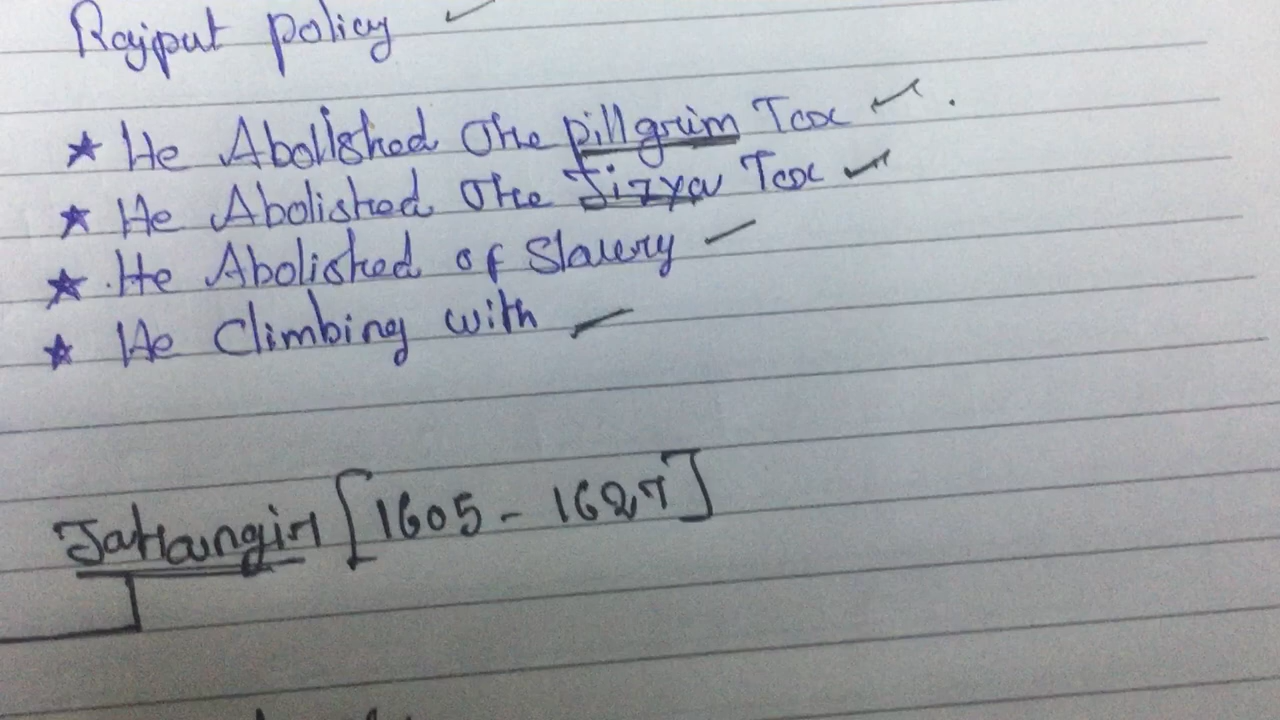 Rajput policy
★ He Abolished The pillgrim Tax
★ He Abolished The Jizya Tax
★ He Abolished of Slavery
★ He Climbing with
JaHangir [1605 - 1627]